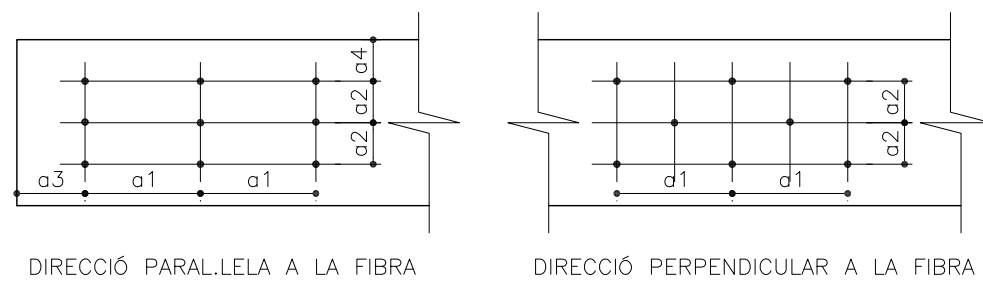 a4
a2
a2
a3 a1 a1
a2
a2
a1 a1
DIRECCIÓ PARAL.LELA A LA FIBRA
DIRECCIÓ PERPENDICULAR A LA FIBRA